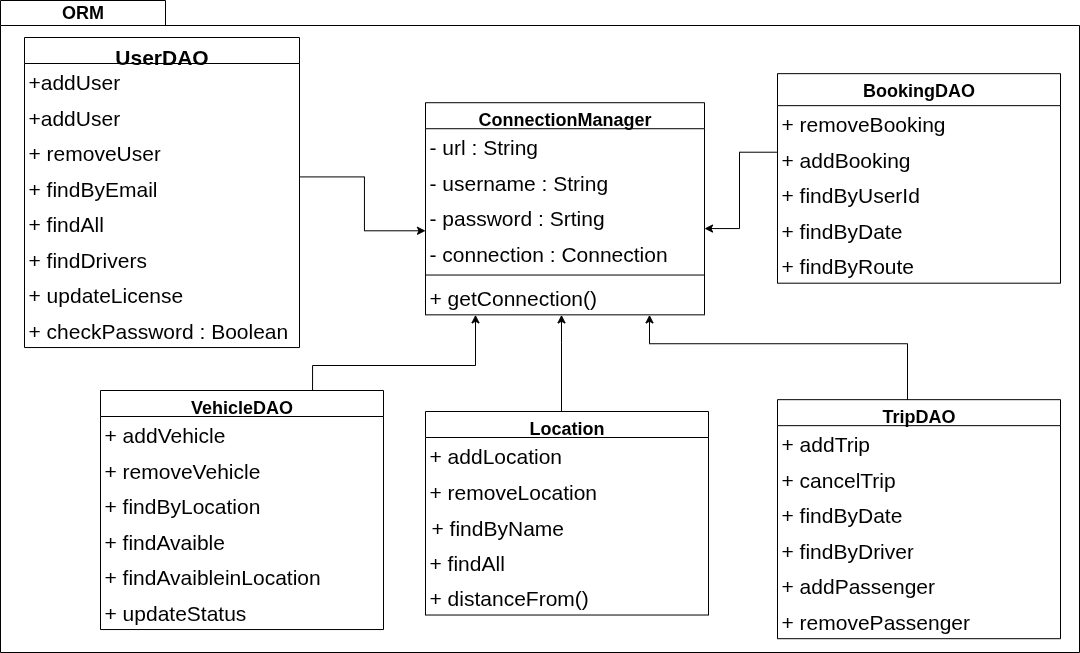 ORM
UserDAO
+addUser
+addUser
+ removeUser
+ findByEmail
+ findAll
+ findDrivers
+ updateLicense
+ checkPassword : Boolean
ConnectionManager
- url : String
- username : String
- password : Srting
- connection : Connection
+ getConnection()
BookingDAO
+ removeBooking
+ addBooking
+ findByUserId
+ findByDate
+ findByRoute
VehicleDAO
+ addVehicle
+ removeVehicle
+ findByLocation
+ findAvaible
+ findAvaibleinLocation
+ updateStatus
Location
+ addLocation
+ removeLocation
+ findByName
+ findAll
+ distanceFrom()
TripDAO
+ addTrip
+ cancelTrip
+ findByDate
+ findByDriver
+ addPassenger
+ removePassenger